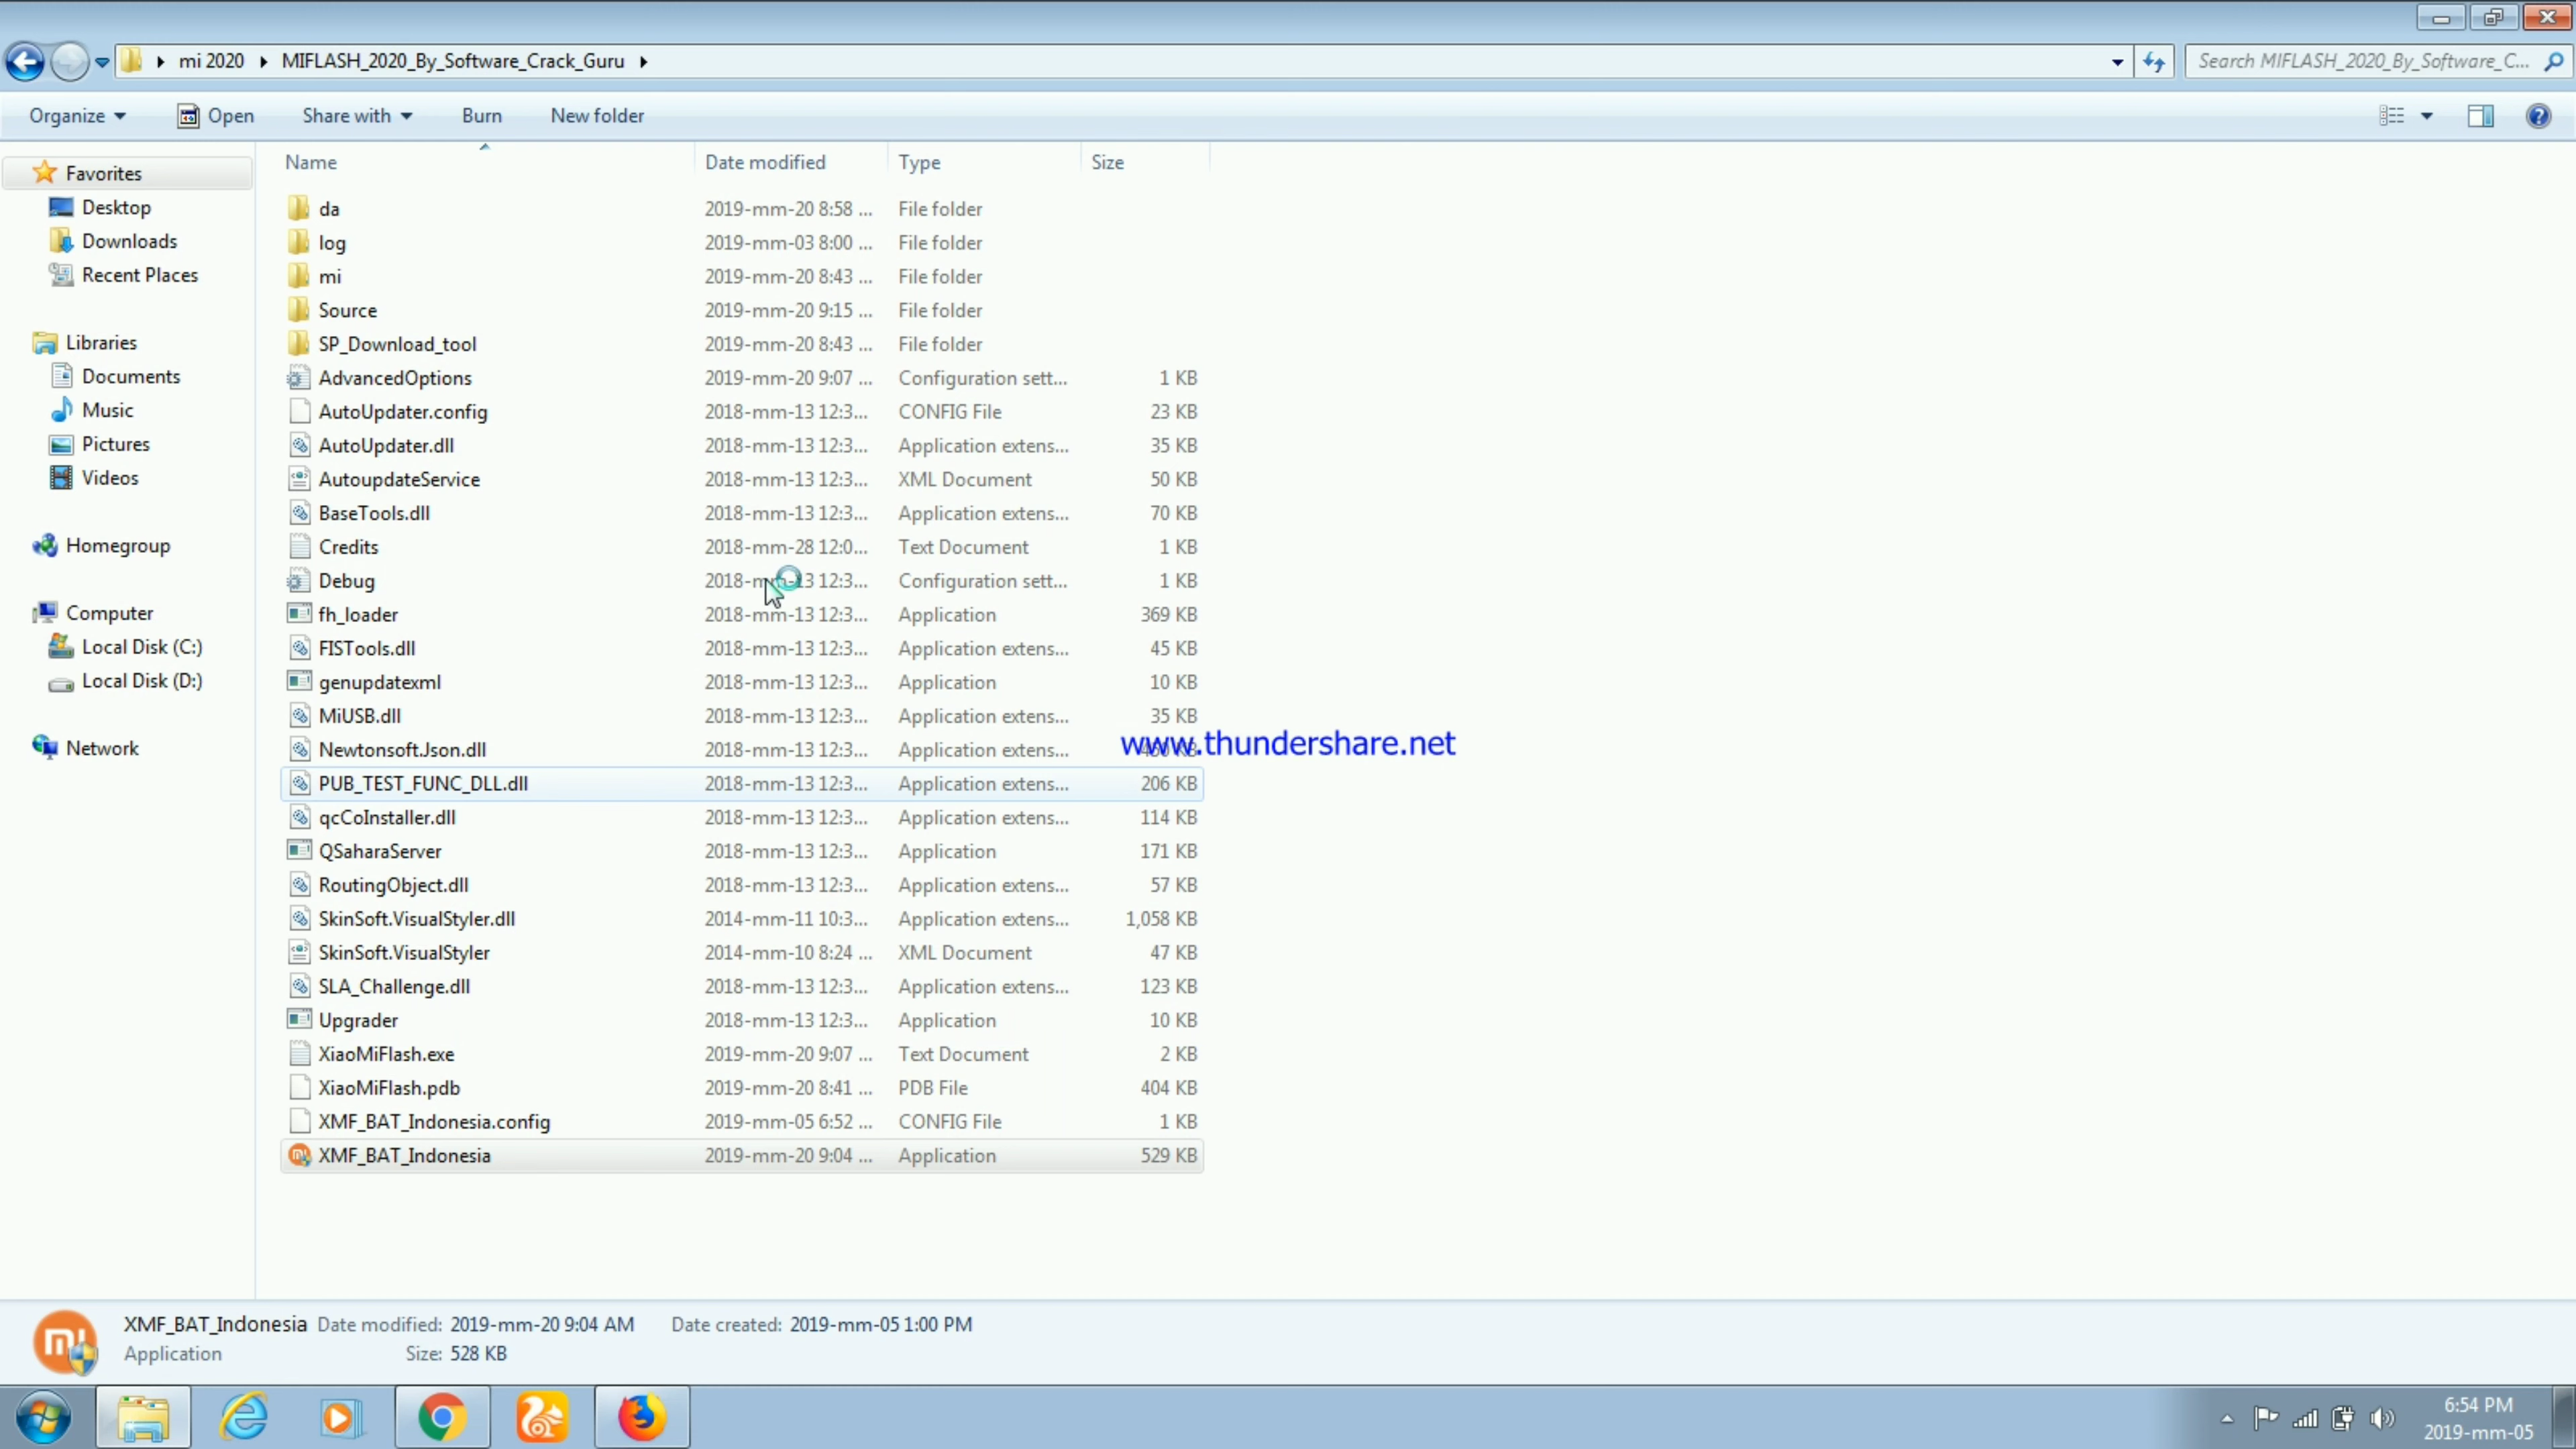 mi 2020 MIFLASH_2020_By_Software_Crack_Guru
Search MIFLASH_2020_By_Software_C...
Organize Open Share with Burn New folder
Favorites
Desktop
Downloads
Recent Places
Libraries
Documents
Music
Pictures
Videos
Homegroup
Computer
Local Disk (C:)
Local Disk (D:)
Network
Name Date modified Type Size
da 2019-mm-20 8:58 ... File folder
log 2019-mm-03 8:00 ... File folder
mi 2019-mm-20 8:43 ... File folder
Source 2019-mm-20 9:15 ... File folder
SP_Download_tool 2019-mm-20 8:43 ... File folder
AdvancedOptions 2019-mm-20 9:07 ... Configuration sett... 1 KB
AutoUpdater.config 2018-mm-13 12:3... CONFIG File 23 KB
AutoUpdater.dll 2018-mm-13 12:3... Application extens... 35 KB
AutoupdateService 2018-mm-13 12:3... XML Document 50 KB
BaseTools.dll 2018-mm-13 12:3... Application extens... 70 KB
Credits 2018-mm-28 12:0... Text Document 1 KB
Debug 2018-mm-13 12:3... Configuration sett... 1 KB
fh_loader 2018-mm-13 12:3... Application 369 KB
FISTools.dll 2018-mm-13 12:3... Application extens... 45 KB
genupdatexml 2018-mm-13 12:3... Application 10 KB
MiUSB.dll 2018-mm-13 12:3... Application extens... 35 KB
Newtonsoft.Json.dll 2018-mm-13 12:3... Application extens...
www.thundershare.net
PUB_TEST_FUNC_DLL.dll 2018-mm-13 12:3... Application extens... 206 KB
qcCoInstaller.dll 2018-mm-13 12:3... Application extens... 114 KB
QSaharaServer 2018-mm-13 12:3... Application 171 KB
RoutingObject.dll 2018-mm-13 12:3... Application extens... 57 KB
SkinSoft.VisualStyler.dll 2014-mm-11 10:3... Application extens... 1,058 KB
SkinSoft.VisualStyler 2014-mm-10 8:24 ... XML Document 47 KB
SLA_Challenge.dll 2018-mm-13 12:3... Application extens... 123 KB
Upgrader 2018-mm-13 12:3... Application 10 KB
XiaoMiFlash.exe 2019-mm-20 9:07 ... Text Document 2 KB
XiaoMiFlash.pdb 2019-mm-20 8:41 ... PDB File 404 KB
XMF_BAT_Indonesia.config 2019-mm-05 6:52 ... CONFIG File 1 KB
XMF_BAT_Indonesia 2019-mm-20 9:04 ... Application 529 KB
XMF_BAT_Indonesia Date modified: 2019-mm-20 9:04 AM Date created: 2019-mm-05 1:00 PM
Application Size: 528 KB
6:54 PM
2019-mm-05